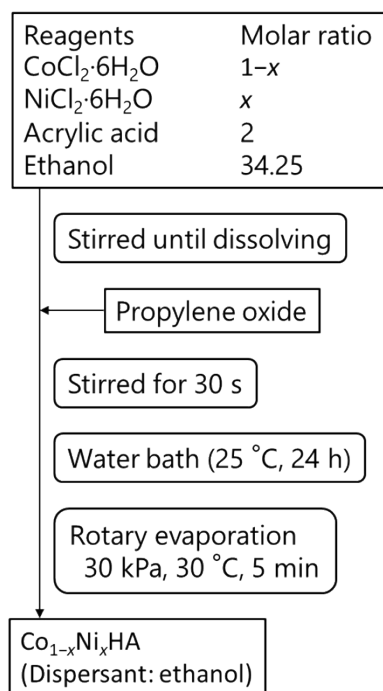 Reagents Molar ratio
CoCl₂·6H₂O 1−x
NiCl₂·6H₂O x
Acrylic acid 2
Ethanol 34.25
Stirred until dissolving
Propylene oxide
Stirred for 30 s
Water bath (25 °C, 24 h)
Rotary evaporation
30 kPa, 30 °C, 5 min
Co₁₋ₓNiₓHA
(Dispersant: ethanol)